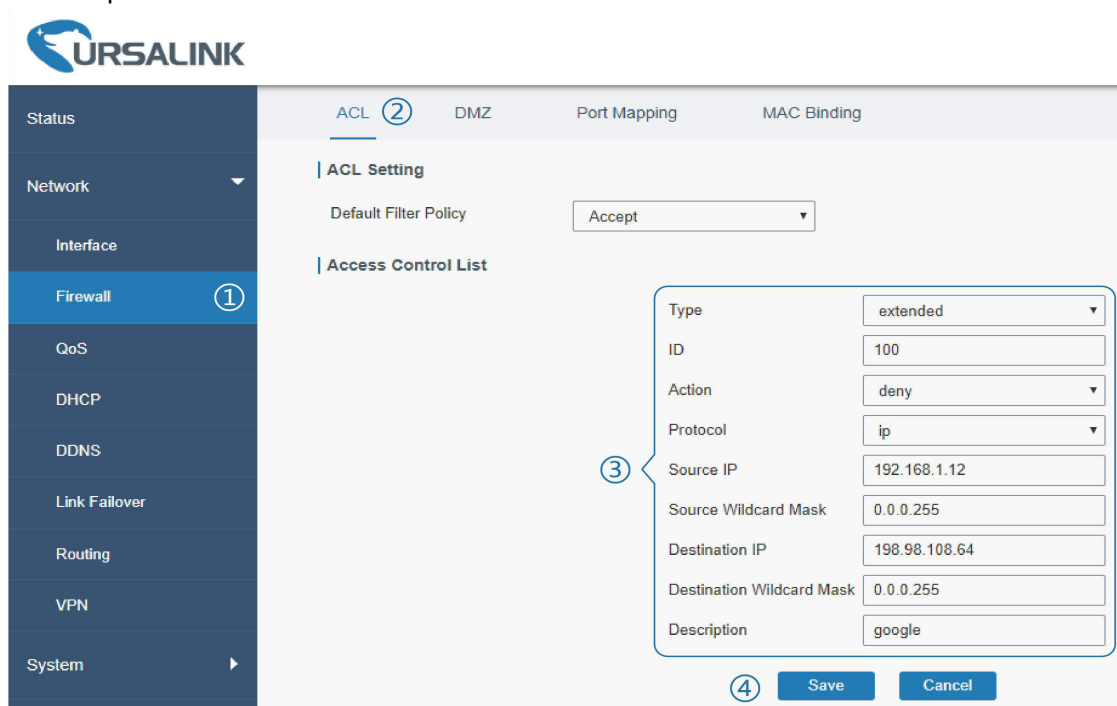 URSALINK
Status
ACL ② DMZ Port Mapping MAC Binding
Network
ACL Setting
Default Filter Policy Accept
Interface
Access Control List
Firewall ①
Type extended
QoS
ID 100
DHCP
Action deny
Protocol ip
DDNS
③
Source IP 192.168.1.12
Link Failover
Source Wildcard Mask 0.0.0.255
Routing
Destination IP 198.98.108.64
Destination Wildcard Mask 0.0.0.255
VPN
Description google
System
④ Save Cancel